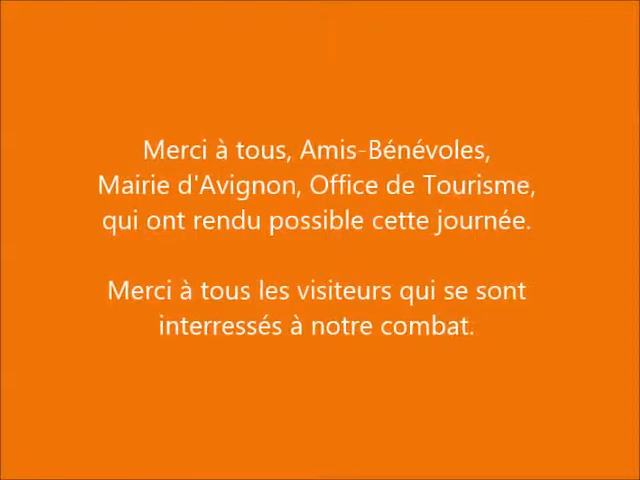 Merci à tous, Amis-Bénévoles,
Mairie d'Avignon, Office de Tourisme,
qui ont rendu possible cette journée.
Merci à tous les visiteurs qui se sont
interressés à notre combat.